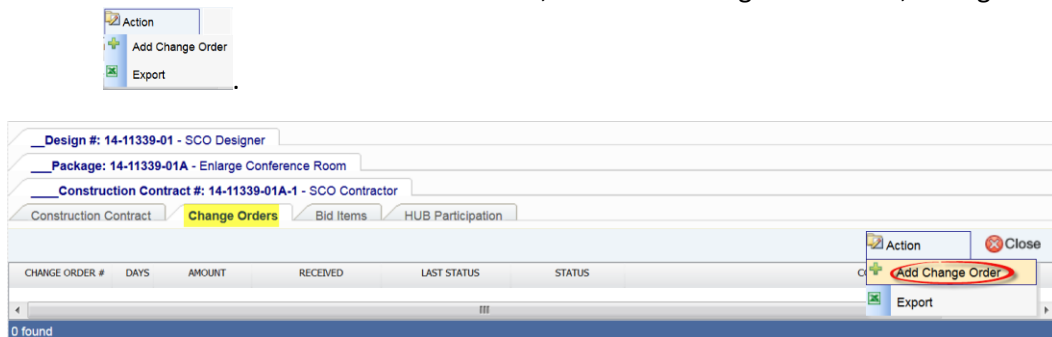 Action
Add Change Order
Export
.
__Design #: 14-11339-01 - SCO Designer
___Package: 14-11339-01A - Enlarge Conference Room
____Construction Contract #: 14-11339-01A-1 - SCO Contractor
Construction Contract Change Orders Bid Items HUB Participation
Action Close
CHANGE ORDER # DAYS AMOUNT RECEIVED LAST STATUS STATUS
Add Change Order
Export
0 found